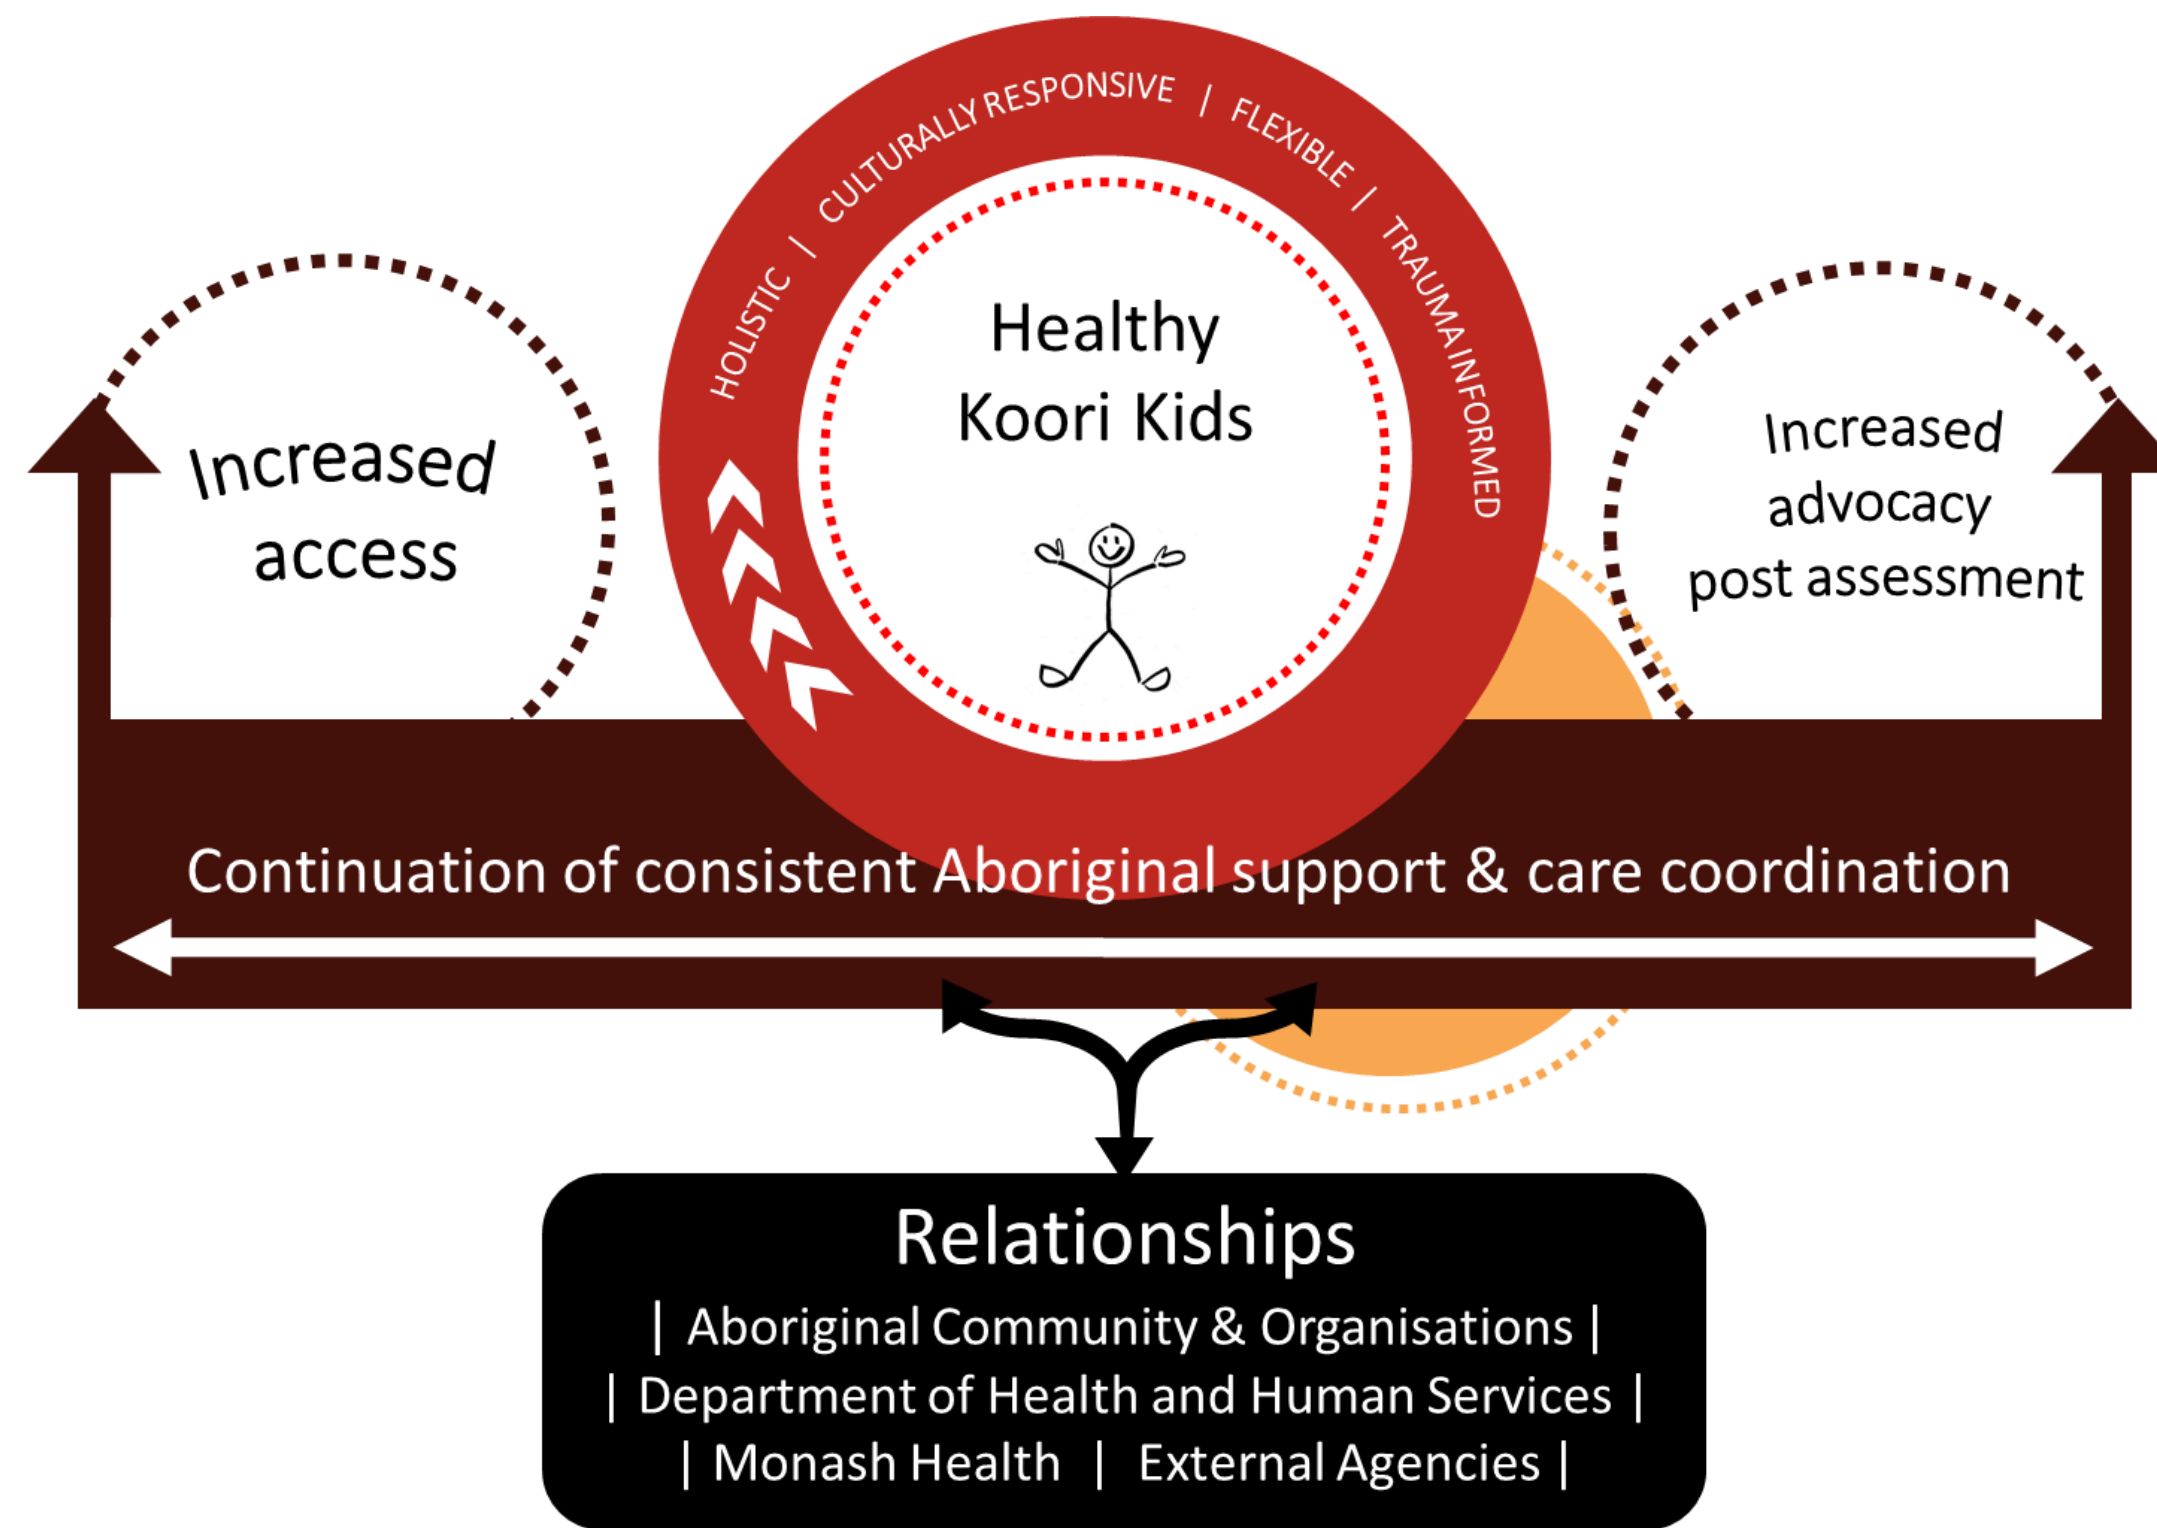 HOLISTIC | CULTURALLY RESPONSIVE | FLEXIBLE | TRAUMA INFORMED
Healthy
Koori Kids
Increased
access
Increased
advocacy
post assessment
Continuation of consistent Aboriginal support & care coordination
Relationships
| Aboriginal Community & Organisations |
| Department of Health and Human Services |
| Monash Health | External Agencies |